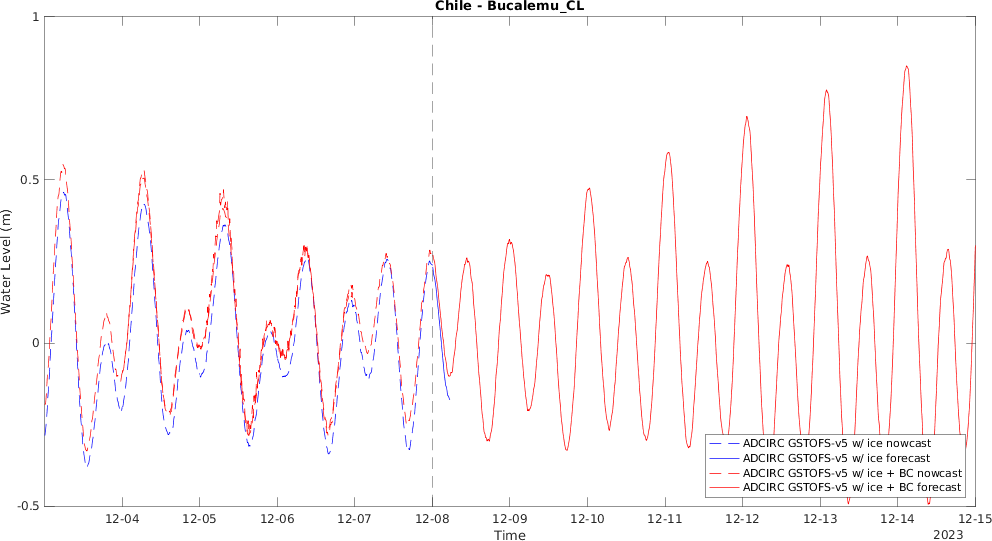 Chile - Bucalemu_CL
Water Level (m)
1
0.5
0
-0.5
12-04 12-05 12-06 12-07 12-08 12-09 12-10 12-11 12-12 12-13 12-14 12-15
Time
2023
ADCIRC GSTOFS-v5 w/ ice nowcast
ADCIRC GSTOFS-v5 w/ ice forecast
ADCIRC GSTOFS-v5 w/ ice + BC nowcast
ADCIRC GSTOFS-v5 w/ ice + BC forecast